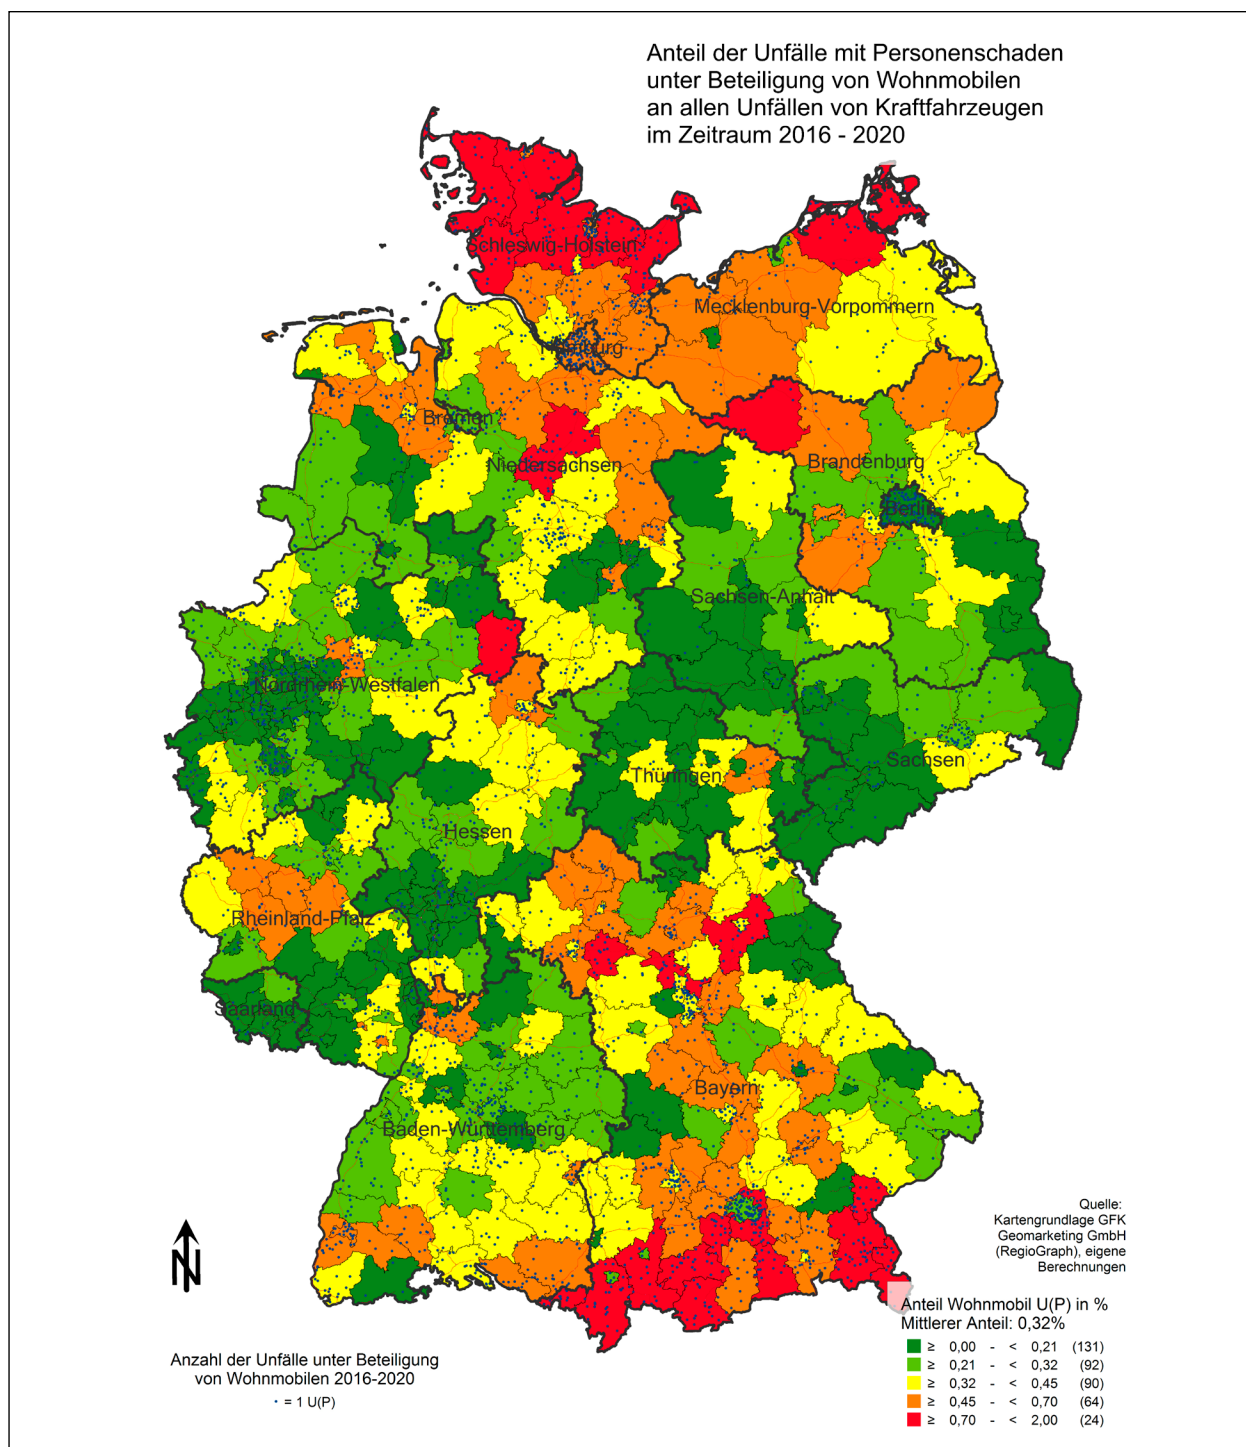 Anteil der Unfälle mit Personenschaden
unter Beteiligung von Wohnmobilen
an allen Unfällen von Kraftfahrzeugen
im Zeitraum 2016 - 2020
Schleswig-Holstein
Mecklenburg-Vorpommern
Hamburg
Bremen
Niedersachsen
Brandenburg
Berlin
Sachsen-Anhalt
Nordrhein-Westfalen
Sachsen
Thüringen
Hessen
Rheinland-Pfalz
Saarland
Bayern
Baden-Württemberg
N
Quelle:
Kartengrundlage GFK
Geomarketing GmbH
(RegioGraph), eigene
Berechnungen
Anteil Wohnmobil U(P) in %
Mittlerer Anteil: 0,32%
≥ 0,00 - < 0,21 (131)
≥ 0,21 - < 0,32 (92)
≥ 0,32 - < 0,45 (90)
≥ 0,45 - < 0,70 (64)
≥ 0,70 - < 2,00 (24)
Anzahl der Unfälle unter Beteiligung
von Wohnmobilen 2016-2020
· = 1 U(P)